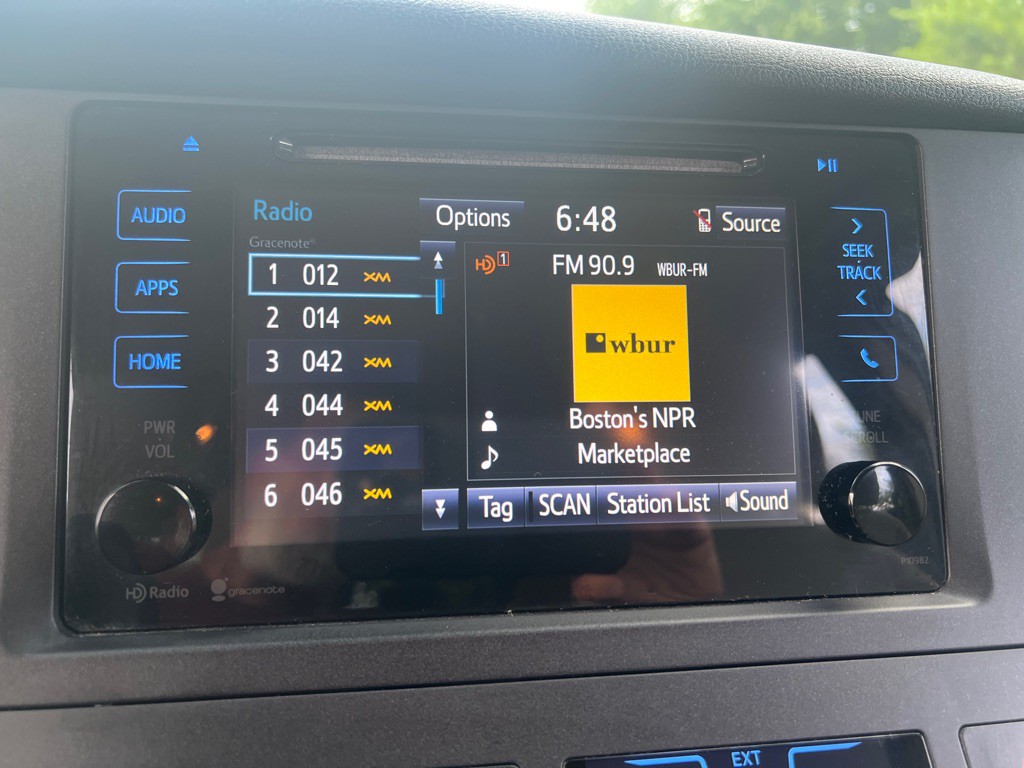 AUDIO
APPS
HOME
PWR
VOL
Radio
Gracenote®
1 012 XM
2 014 XM
3 042 XM
4 044 XM
5 045 XM
6 046 XM
Options
6:48
Source
HD 1
FM 90.9 WBUR-FM
wbur
Boston's NPR
Marketplace
Tag
SCAN
Station List
Sound
SEEK
TRACK
TUNE
SCROLL
HD Radio
gracenote
P10982
EXT